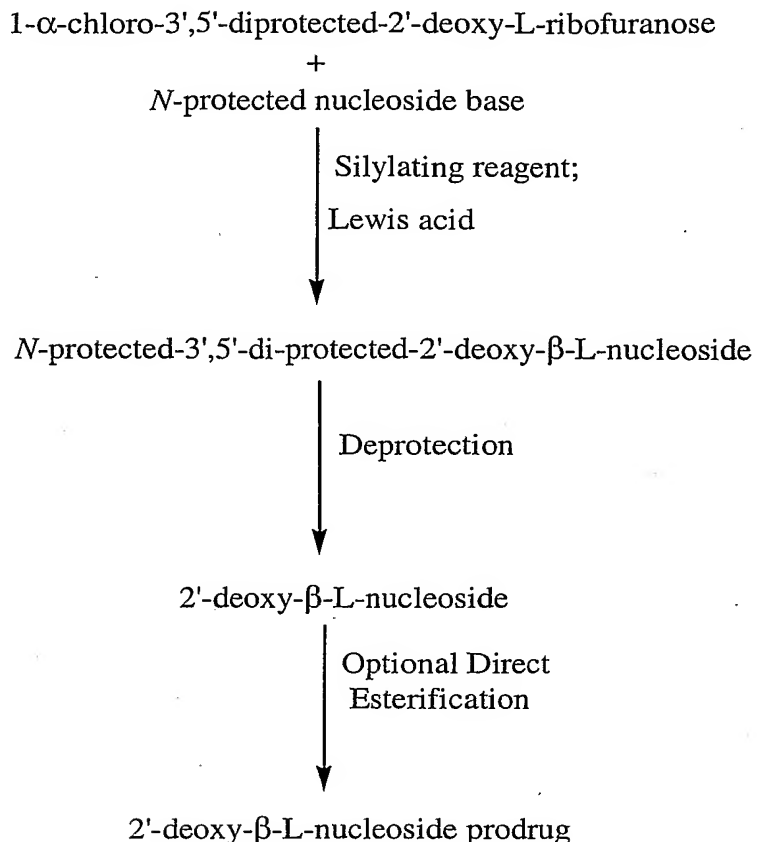 1-α-chloro-3',5'-diprotected-2'-deoxy-L-ribofuranose
+
N-protected nucleoside base
Silylating reagent;
Lewis acid
N-protected-3',5'-di-protected-2'-deoxy-β-L-nucleoside
Deprotection
2'-deoxy-β-L-nucleoside
Optional Direct
Esterification
2'-deoxy-β-L-nucleoside prodrug